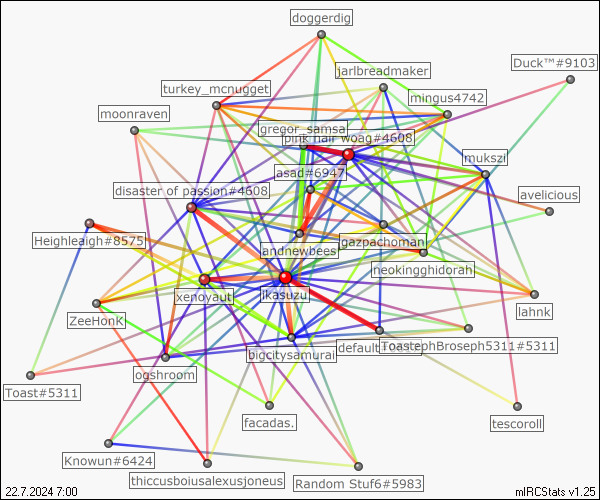 doggerdig
Duck™#9103
jarlbreadmaker
turkey_mcnugget
mingus4742
moonraven
gregor_samsa
pink hair woag#4608
mukszi
asad#6947
disaster of passion#4608
avelicious
Heighleaigh#8575
andnewbees
gazpachoman
neokingghidorah
xenoyaut
ikasuzu
lahnk
ZeeHonK
bigcitysamurai
ToastephBroseph5311#5311
ogshroom
Toast#5311
facadas.
tescoroll
Knowun#6424
thiccusboiusalexusjoneus
Random Stuf6#5983
22.7.2024 7:00
mIRCStats v1.25